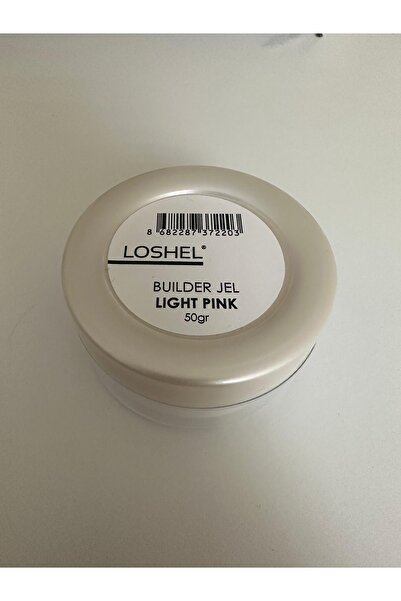 8 682287 372203
LOSHEL®
BUILDER JEL
LIGHT PINK
50gr